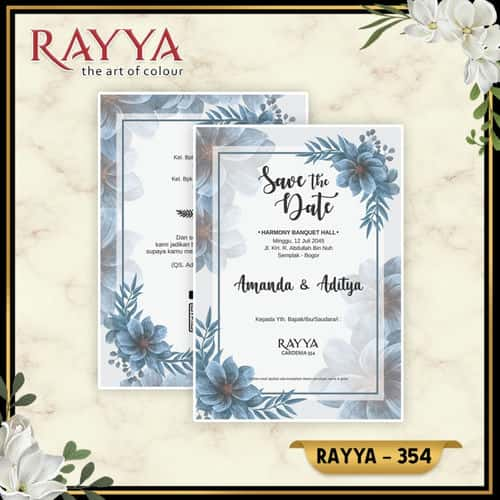 RAYYA
the art of colour
Kel. Bp
Kel. Bpk
Dan s
kami jadikan b
supaya kamu me
(QS. Ad
Save The
Date
• HARMONY BANQUET HALL •
Minggu, 12 Juli 2045
Jl. KH. R. Abdullah Bin Nuh
Semplak - Bogor
Amanda & Aditya
Kepada Yth. Bapak/Ibu/Saudara/i :
RAYYA
GARDENIA 354
RAYYA - 354